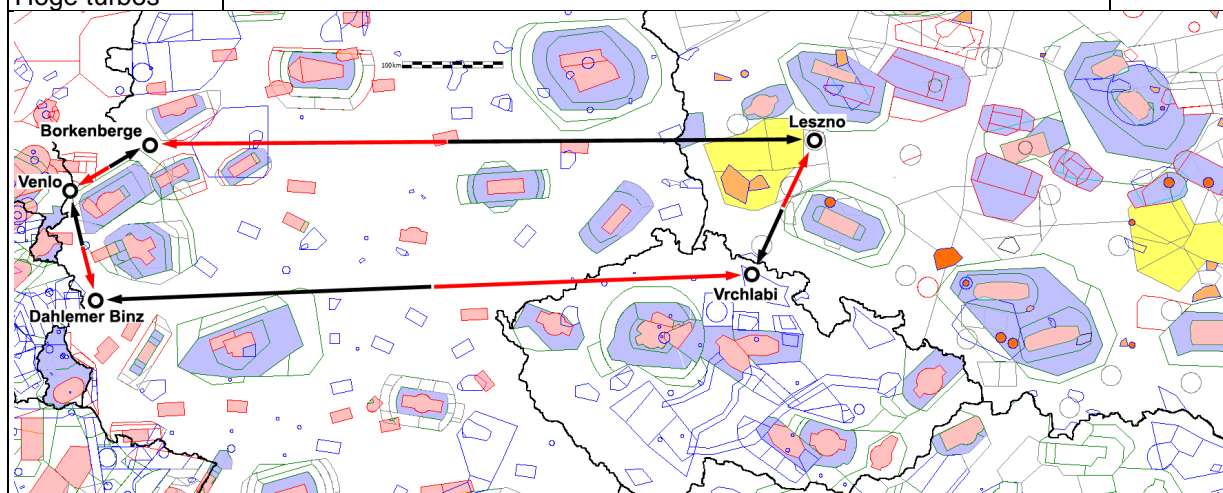 Hoge turbos
100km
Borkenberge
Leszno
Venlo
Vrchlabi
Dahlemer Binz